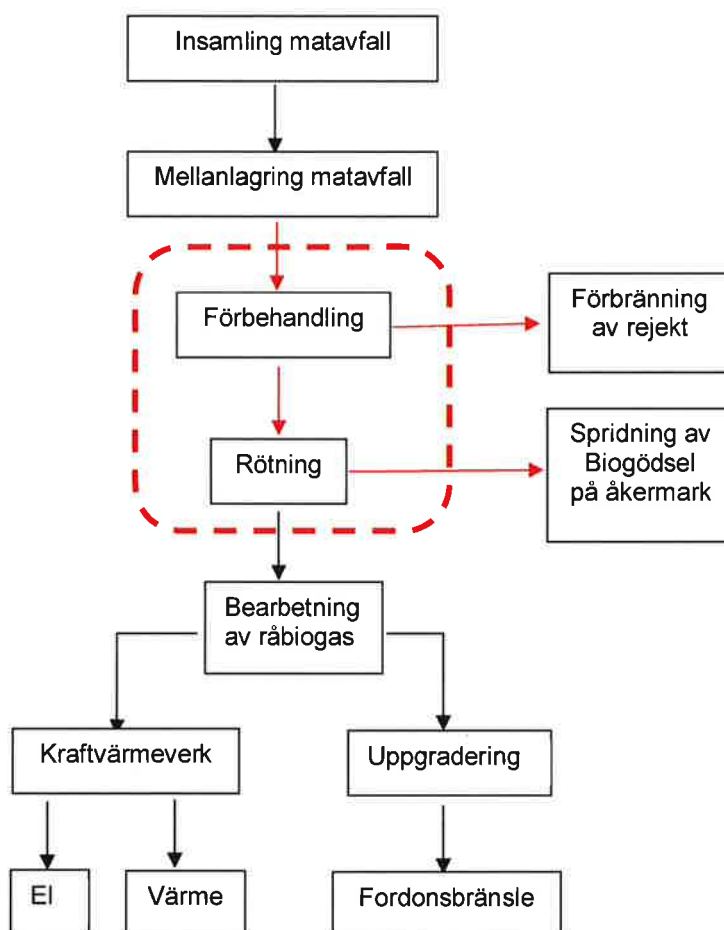 Insamling matavfall
Mellanlagring matavfall
Förbehandling
Förbränning
av rejekt
Rötning
Spridning av
Biogödsel
på åkermark
Bearbetning
av råbiogas
Kraftvärmeverk
Uppgradering
El
Värme
Fordonsbränsle